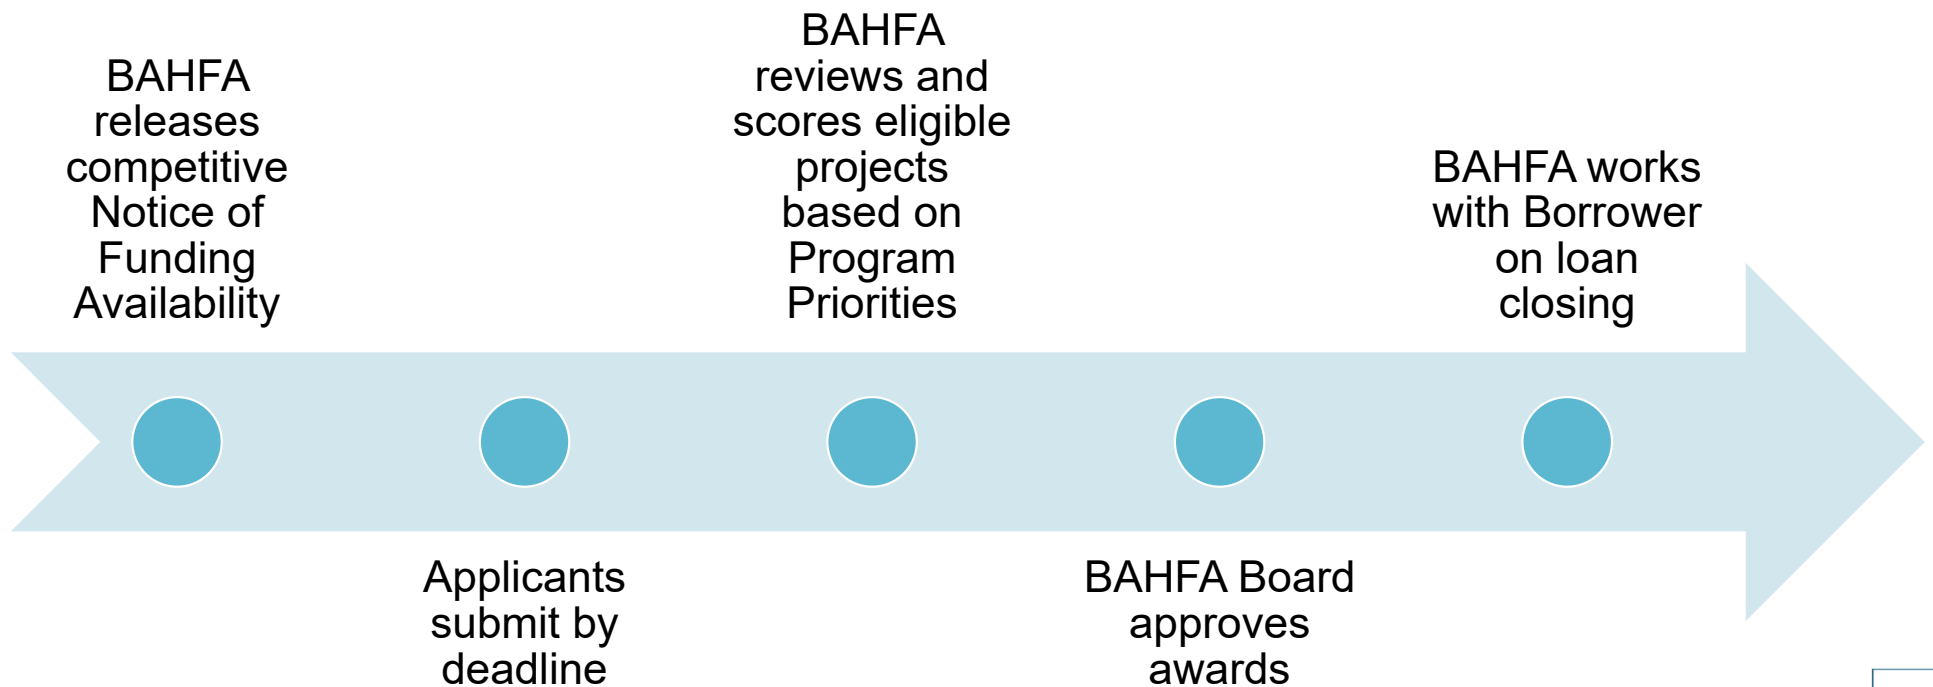 BAHFA
releases
competitive
Notice of
Funding
Availability
Applicants
submit by
deadline
BAHFA
reviews and
scores eligible
projects
based on
Program
Priorities
BAHFA Board
approves
awards
BAHFA works
with Borrower
on loan
closing